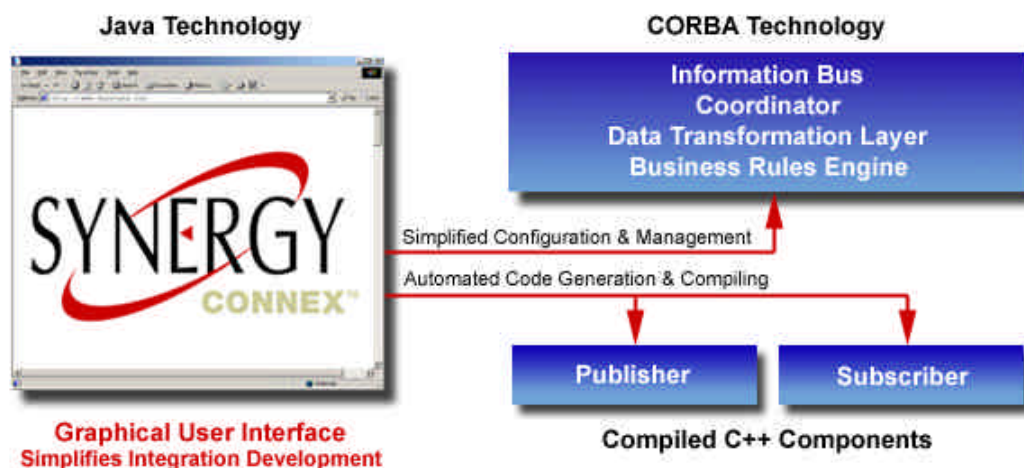 Java Technology
SYNERGY
CONNEX™
Graphical User Interface
Simplifies Integration Development
CORBA Technology
Information Bus
Coordinator
Data Transformation Layer
Business Rules Engine
Simplified Configuration & Management
Automated Code Generation & Compiling
Publisher
Subscriber
Compiled C++ Components